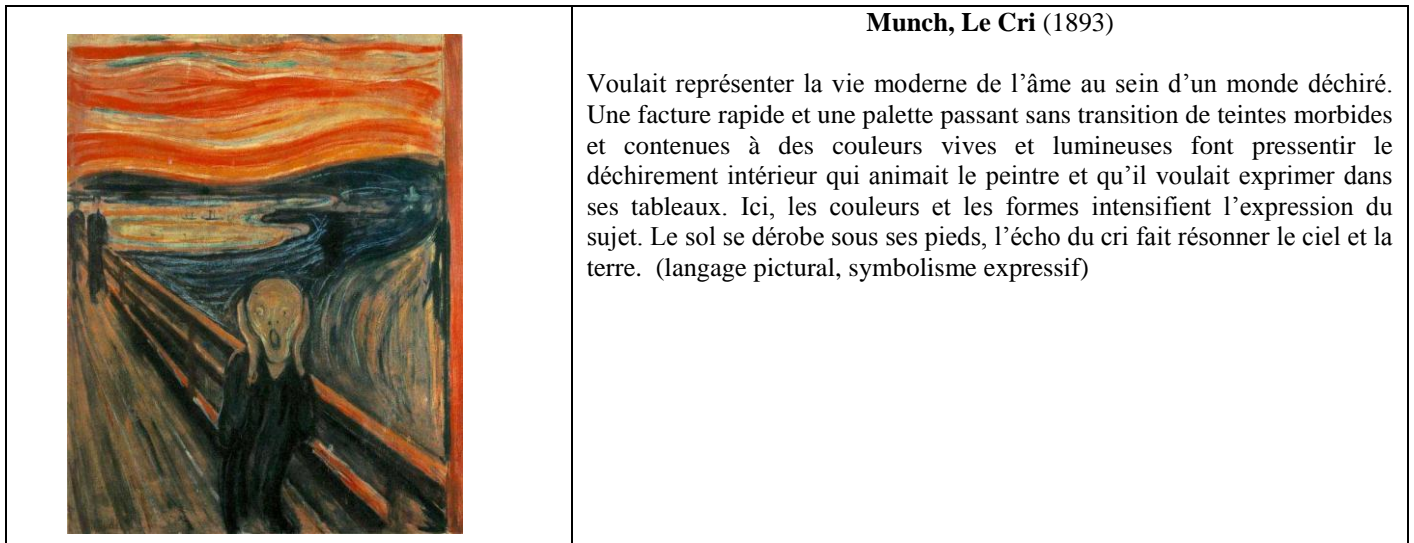 Munch, Le Cri (1893)
Voulait représenter la vie moderne de l’âme au sein d’un monde déchiré.
Une facture rapide et une palette passant sans transition de teintes morbides
et contenues à des couleurs vives et lumineuses font pressentir le
déchirement intérieur qui animait le peintre et qu’il voulait exprimer dans
ses tableaux. Ici, les couleurs et les formes intensifient l’expression du
sujet. Le sol se dérobe sous ses pieds, l’écho du cri fait résonner le ciel et la
terre. (langage pictural, symbolisme expressif)